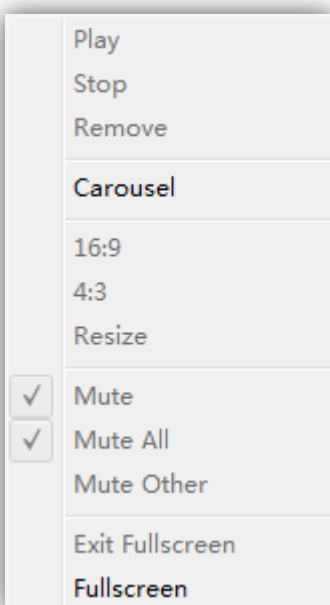 Play
Stop
Remove
Carousel
16:9
4:3
Resize
Mute
Mute All
Mute Other
Exit Fullscreen
Fullscreen